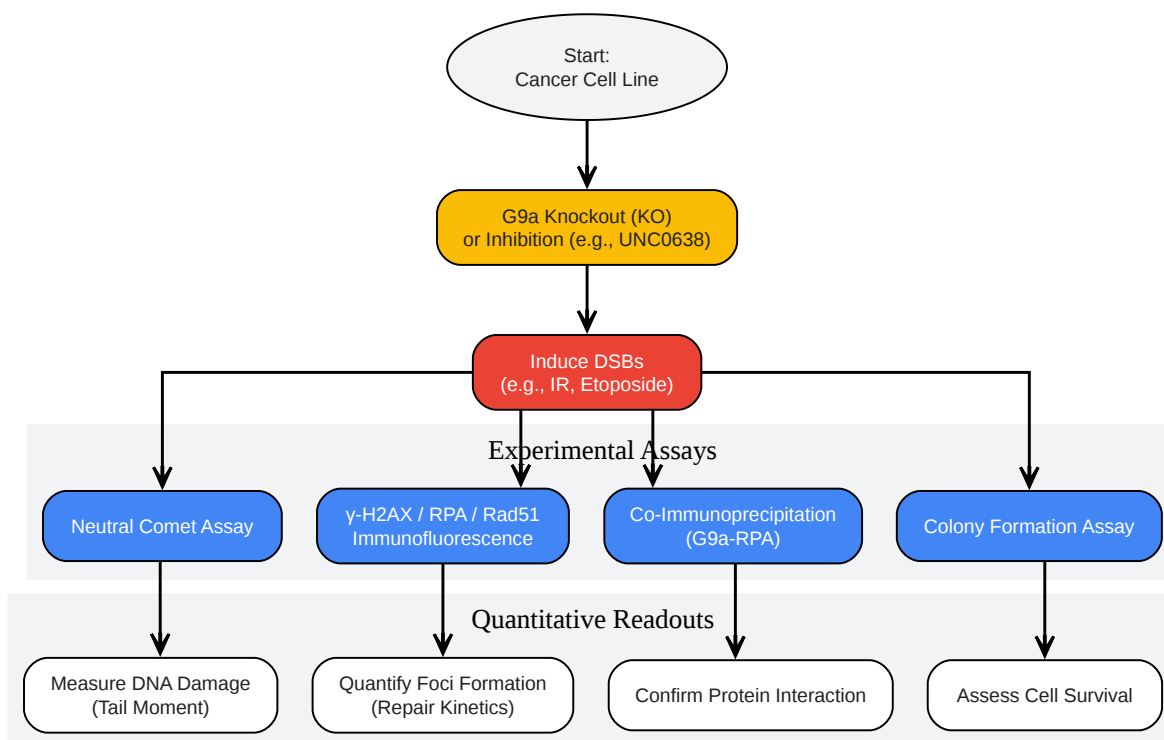 Start:
Cancer Cell Line
G9a Knockout (KO)
or Inhibition (e.g., UNC0638)
Induce DSBs
(e.g., IR, Etoposide)
Experimental Assays
Neutral Comet Assay
γ-H2AX / RPA / Rad51
Immunofluorescence
Co-Immunoprecipitation
(G9a-RPA)
Colony Formation Assay
Quantitative Readouts
Measure DNA Damage
(Tail Moment)
Quantify Foci Formation
(Repair Kinetics)
Confirm Protein Interaction
Assess Cell Survival